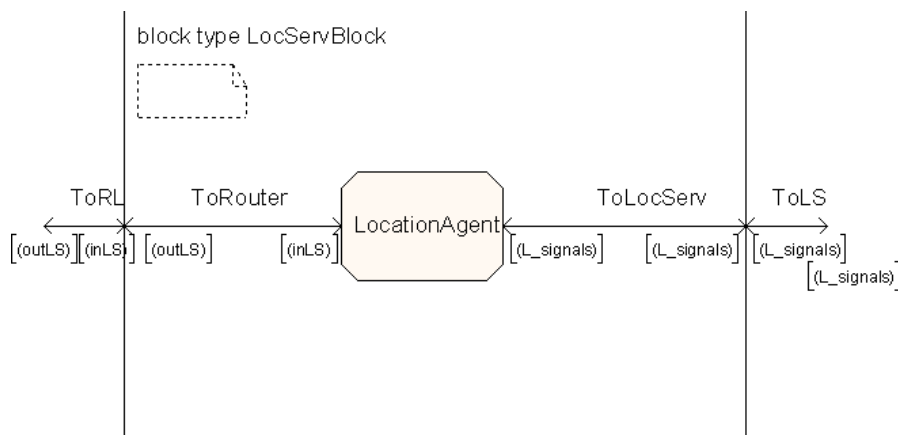 block type LocServBlock
ToRL ToRouter ToLocServ ToLS
LocationAgent
[(outLS)] [(inLS)] [(outLS)] [(inLS)] [(L_signals)] [(L_signals)] [(L_signals)]
[(L_signals)]